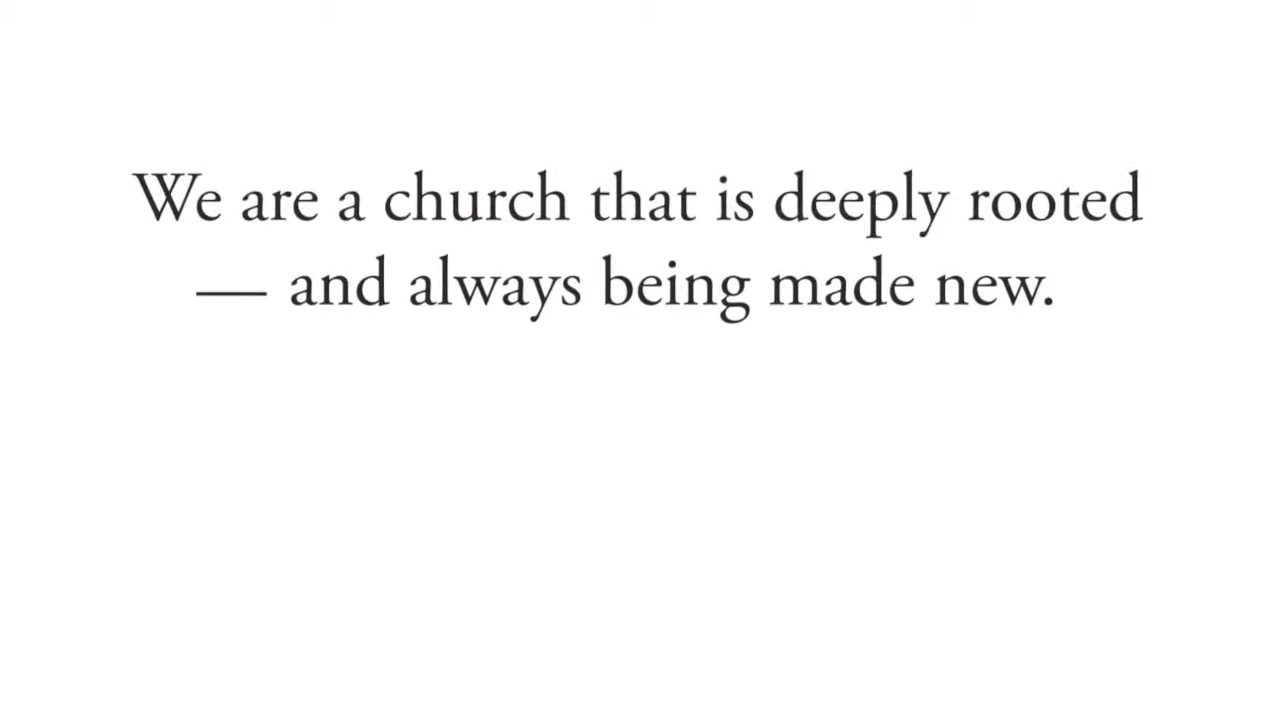 We are a church that is deeply rooted
— and always being made new.